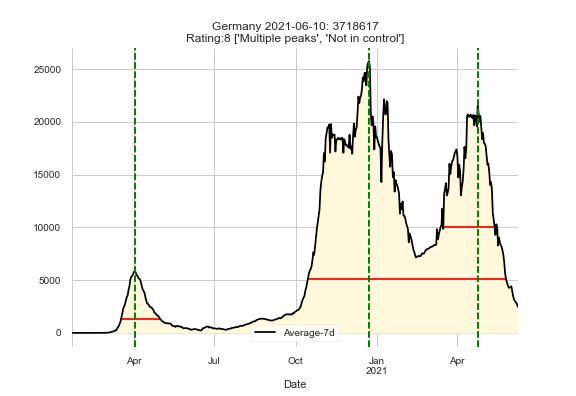 Germany 2021-06-10: 3718617
Rating:8 ['Multiple peaks', 'Not in control']
25000
20000
15000
10000
5000
0
Average-7d
Apr
Jul
Oct
Jan
2021
Apr
Date